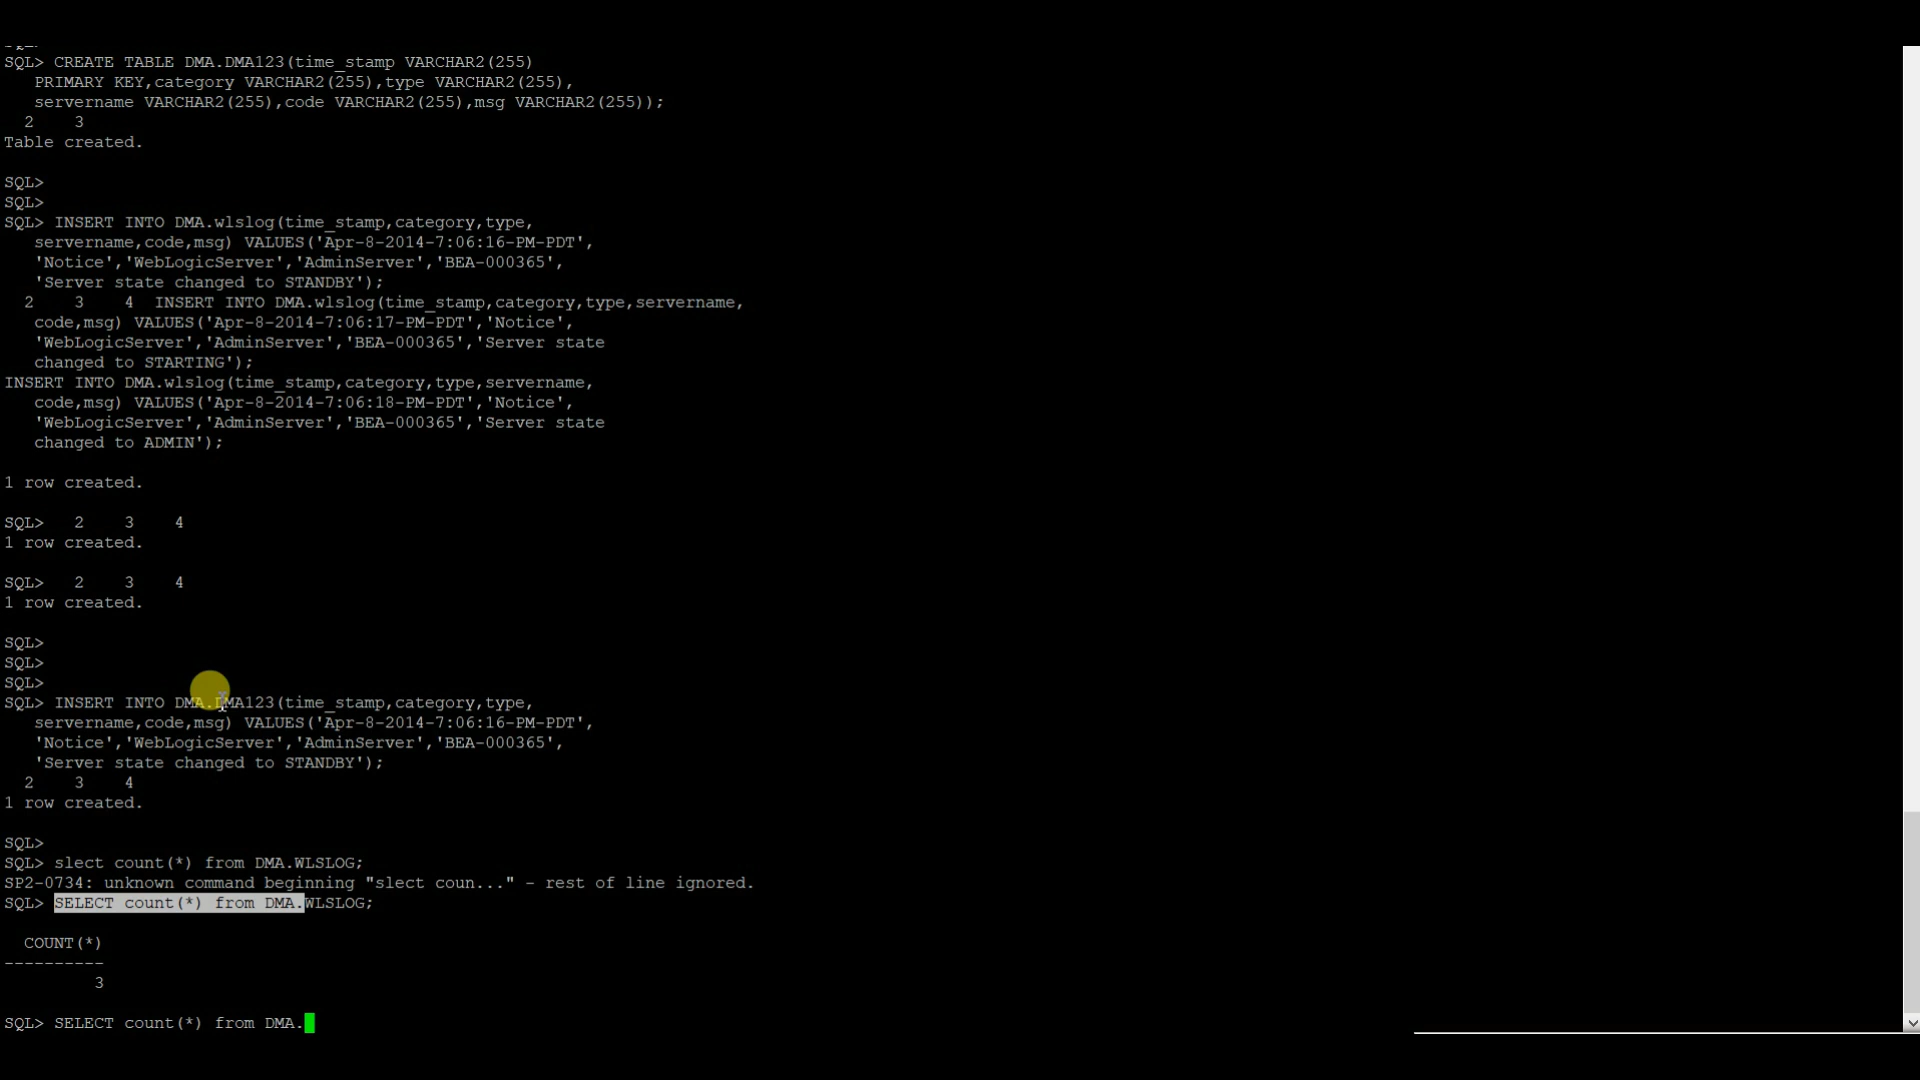 SQL> CREATE TABLE DMA.DMA123(time_stamp VARCHAR2(255)
PRIMARY KEY,category VARCHAR2(255),type VARCHAR2(255),
servername VARCHAR2(255),code VARCHAR2(255),msg VARCHAR2(255));
2 3
Table created.
SQL>
SQL>
SQL> INSERT INTO DMA.wlslog(time_stamp,category,type,
servername,code,msg) VALUES('Apr-8-2014-7:06:16-PM-PDT',
'Notice','WebLogicServer','AdminServer','BEA-000365',
'Server state changed to STANDBY');
2 3 4 INSERT INTO DMA.wlslog(time_stamp,category,type,servername,
code,msg) VALUES('Apr-8-2014-7:06:17-PM-PDT','Notice',
'WebLogicServer','AdminServer','BEA-000365','Server state
changed to STARTING');
INSERT INTO DMA.wlslog(time_stamp,category,type,servername,
code,msg) VALUES('Apr-8-2014-7:06:18-PM-PDT','Notice',
'WebLogicServer','AdminServer','BEA-000365','Server state
changed to ADMIN');
1 row created.
SQL> 2 3 4
1 row created.
SQL> 2 3 4
1 row created.
SQL>
SQL>
SQL>
SQL> INSERT INTO DMA.DMA123(time_stamp,category,type,
servername,code,msg) VALUES('Apr-8-2014-7:06:16-PM-PDT',
'Notice','WebLogicServer','AdminServer','BEA-000365',
'Server state changed to STANDBY');
2 3 4
1 row created.
SQL>
SQL> slect count(*) from DMA.WLSLOG;
SP2-0734: unknown command beginning "slect coun..." - rest of line ignored.
SQL> SELECT count(*) from DMA.WLSLOG;
COUNT(*)
----------
3
SQL> SELECT count(*) from DMA.